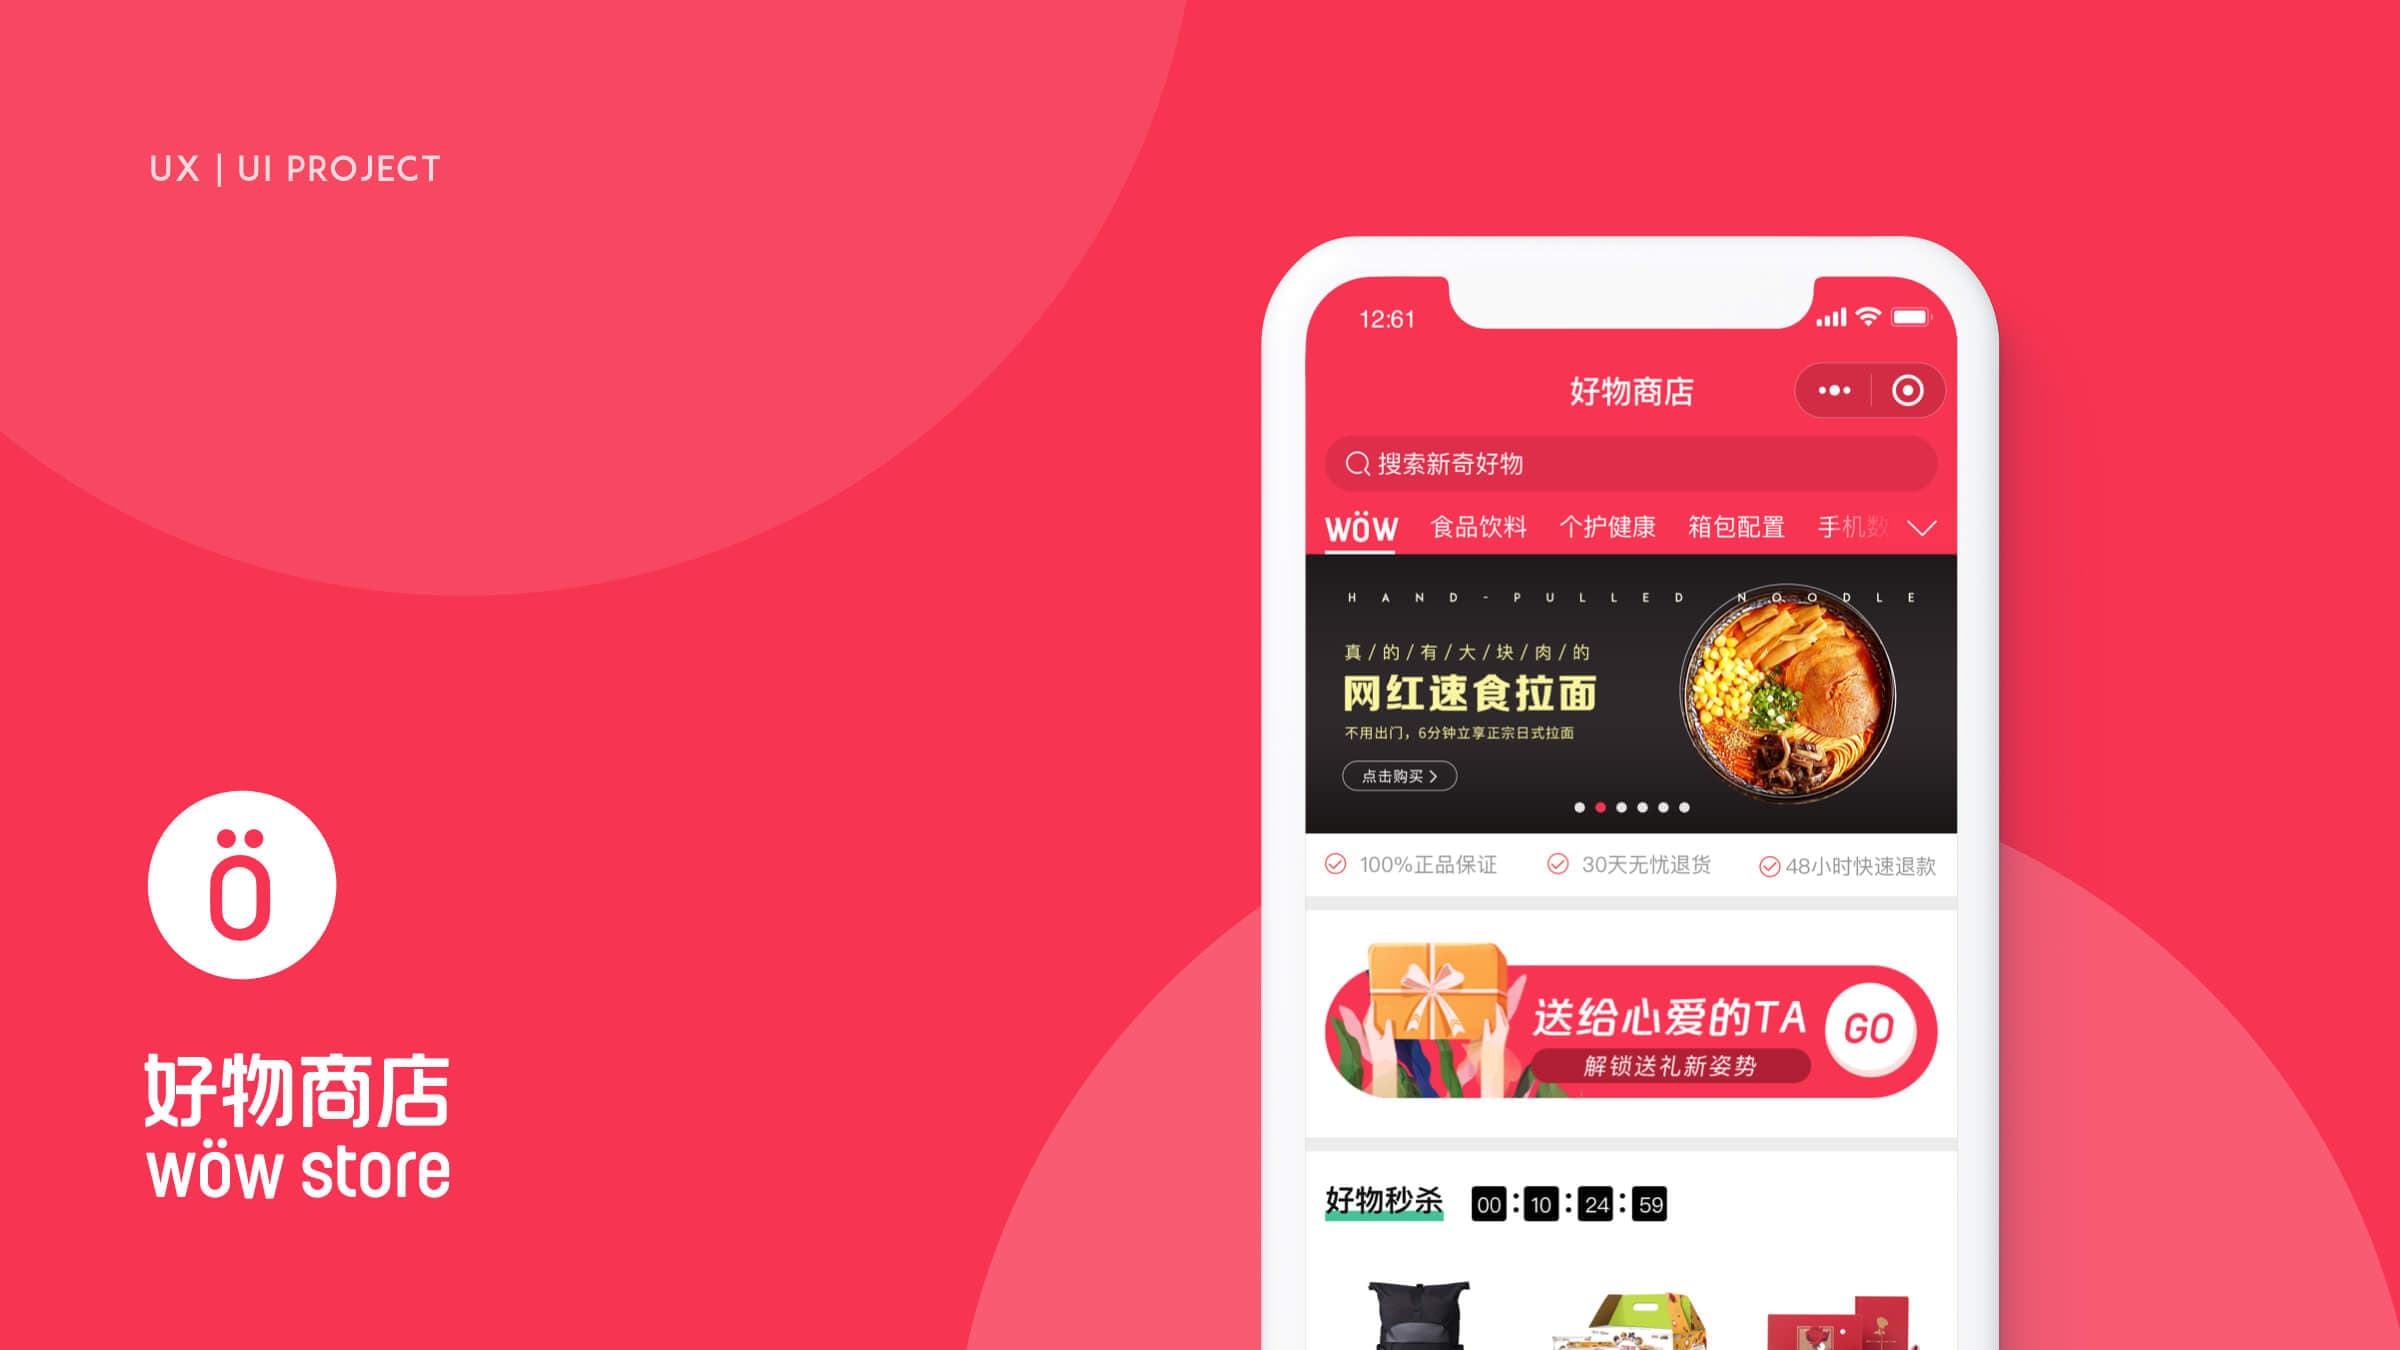 UX | UI PROJECT
ö
好物商店
wöw store
12:61
好物商店
搜索新奇好物
WÖW 食品饮料 个护健康 箱包配置 手机数
HAND-PULLED NOODLE
真/的/有/大/块/肉/的
网红速食拉面
不用出门，6分钟立享正宗日式拉面
点击购买
100%正品保证 30天无忧退货 48小时快速退款
送给心爱的TA GO
解锁送礼新姿势
好物秒杀 00:10:24:59